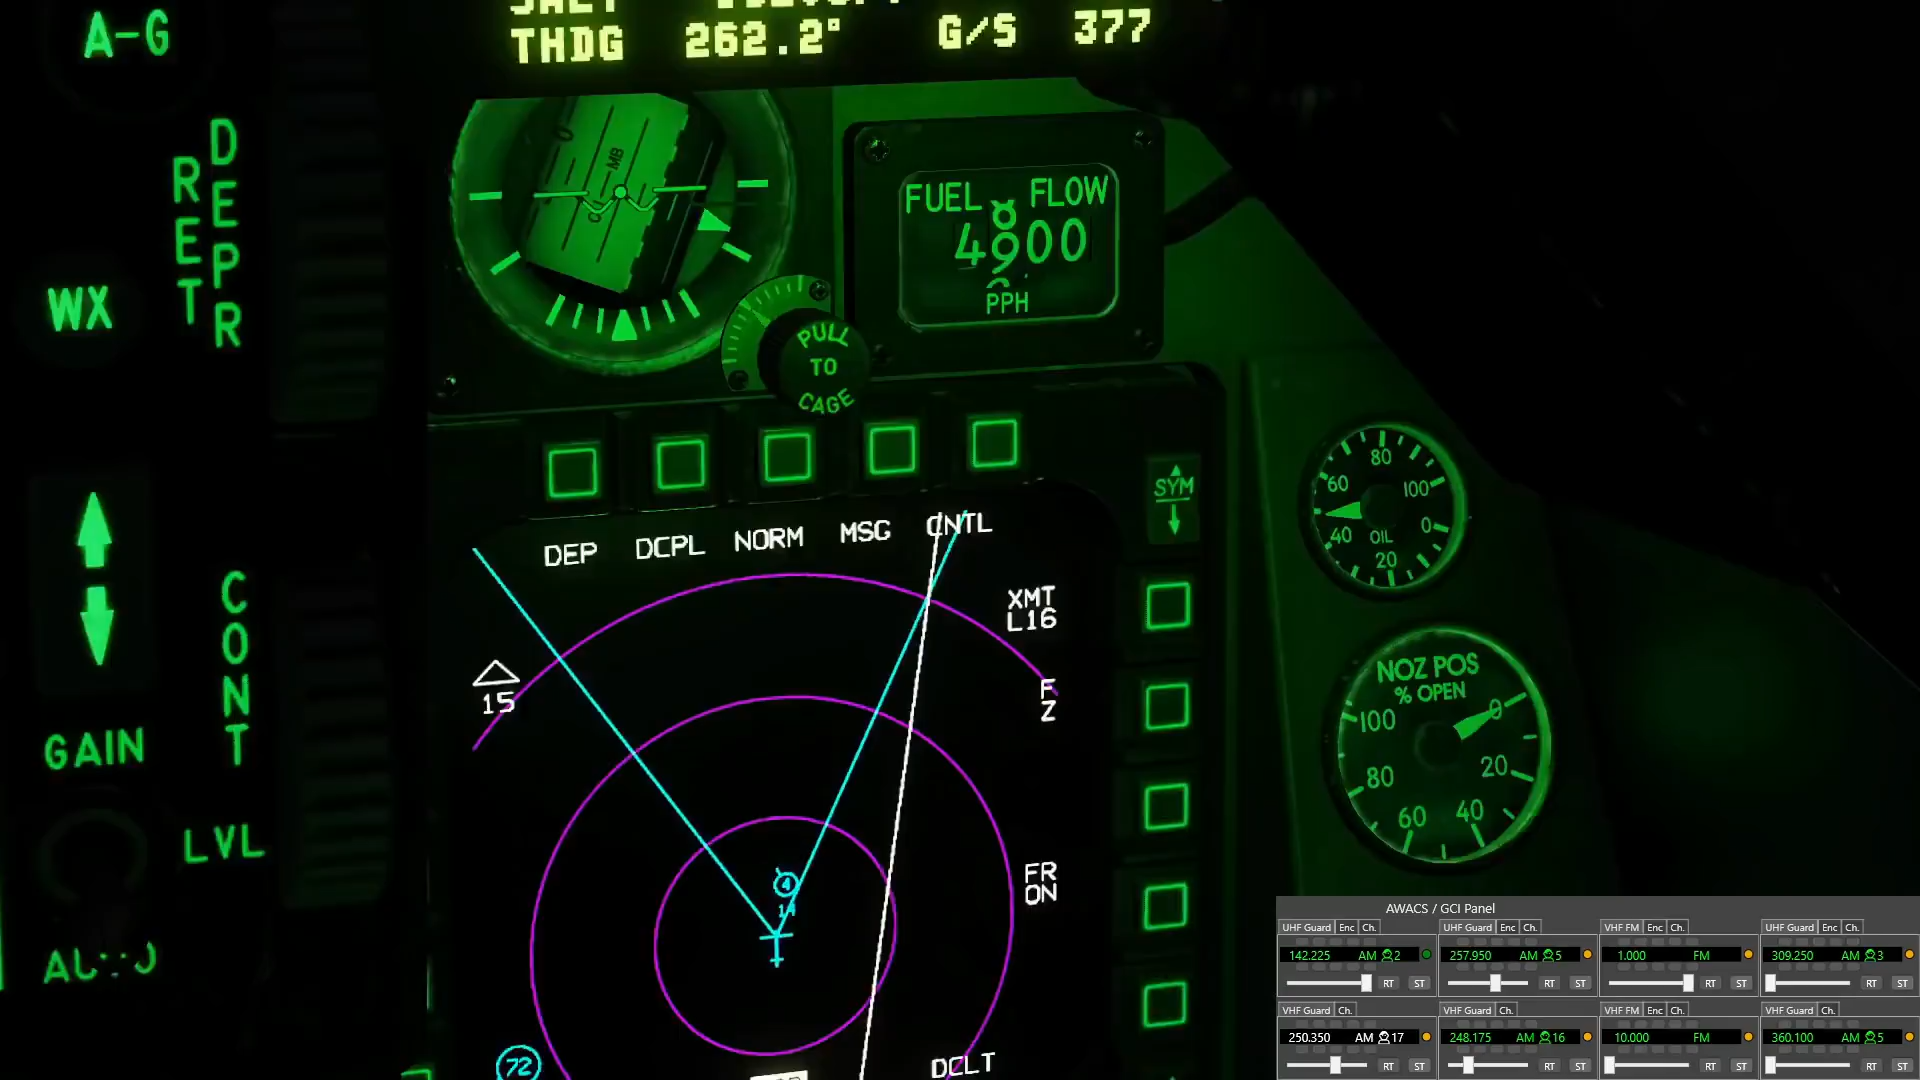 THDG 262.2° G/S 377
A-G
DEPR
RET
WX
CONT
GAIN
LVL
MB
FUEL FLOW
4900
PPH
PULL
TO
CAGE
DEP DCPL NORM MSG CNTL
SYM
XMT
L16
15
F
Z
FR
ON
4
14
72
DCLT
80
60 100
40 0
OIL
20
NOZ POS
% OPEN
100 0
80 20
60 40
AWACS / GCI Panel
UHF Guard Enc Ch. UHF Guard Enc Ch. VHF FM Enc Ch. UHF Guard Enc Ch.
142.225 AM 2 257.950 AM 5 1.000 FM 309.250 AM 3
RT ST RT ST RT ST RT ST
VHF Guard Ch. VHF Guard Ch. VHF FM Enc Ch. VHF Guard Ch.
250.350 AM 17 248.175 AM 16 10.000 FM 360.100 AM 5
RT ST RT ST RT ST RT ST